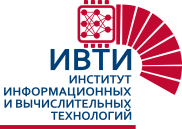 ИВТИ
ИНСТИТУТ
ИНФОРМАЦИОННЫХ
И ВЫЧИСЛИТЕЛЬНЫХ
ТЕХНОЛОГИЙ